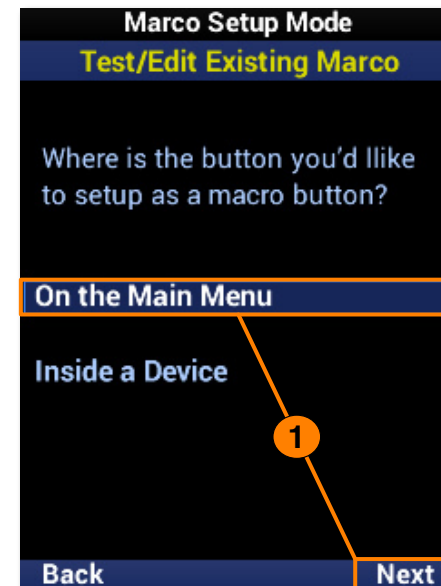 Marco Setup Mode
Test/Edit Existing Marco
Where is the button you’d llike
to setup as a macro button?
On the Main Menu
Inside a Device
1
Back Next